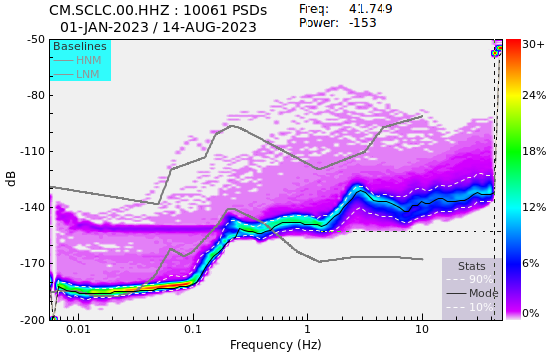 CM.SCLC.00.HHZ : 10061 PSDs
01-JAN-2023 / 14-AUG-2023
Freq: 41.749
Power: -153
Baselines
HNM
LNM
-50
-80
-110
-140
-170
-200
dB
0.01
0.1
1
10
Frequency (Hz)
Stats
90%
Mode
10%
30+
24%
18%
12%
6%
0%